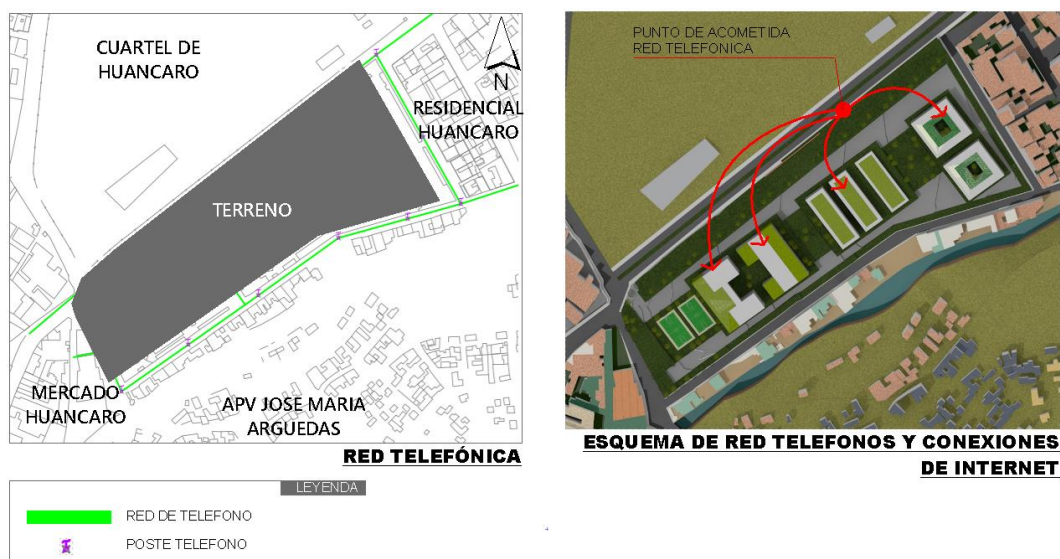 CUARTEL DE
HUANCARO
N
RESIDENCIAL
HUANCARO
TERRENO
MERCADO
HUANCARO
APV JOSE MARIA
ARGUEDAS
RED TELEFÓNICA
LEYENDA
RED DE TELEFONO
POSTE TELEFONO
PUNTO DE ACOMETIDA
RED TELEFONICA
ESQUEMA DE RED TELEFONOS Y CONEXIONES
DE INTERNET